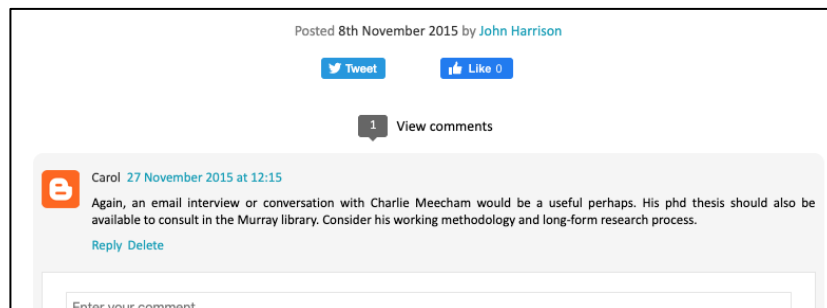 Posted 8th November 2015 by John Harrison
Tweet Like 0
1 View comments
Carol 27 November 2015 at 12:15
Again, an email interview or conversation with Charlie Meecham would be a useful perhaps. His phd thesis should also be
available to consult in the Murray library. Consider his working methodology and long-form research process.
Reply Delete
Enter your comment